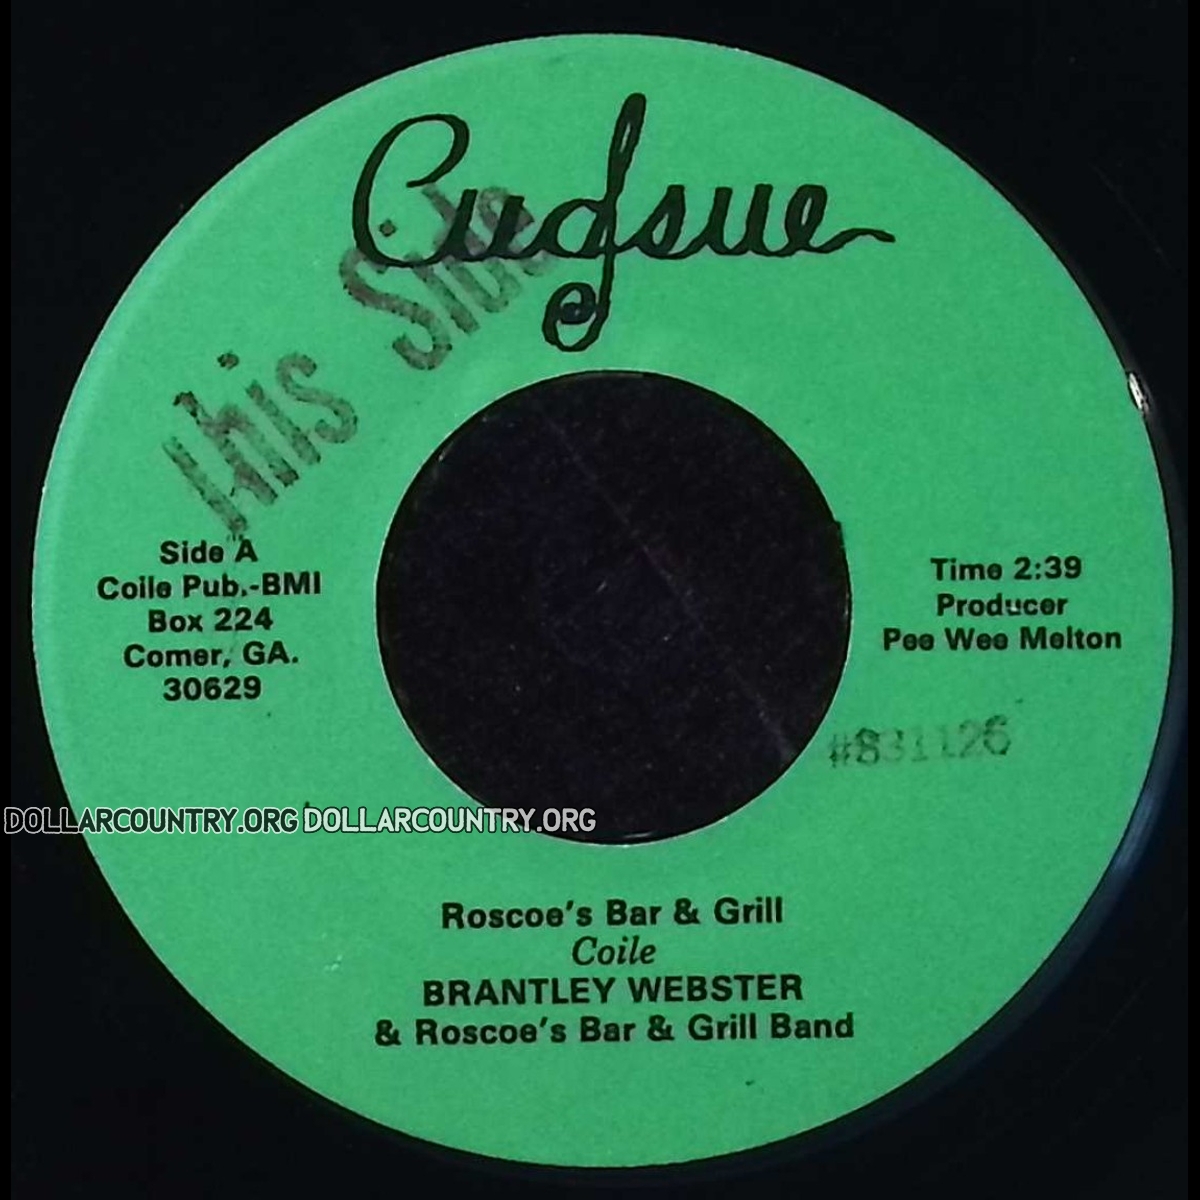 Cudsue
This Side
Side A
Coile Pub.-BMI
Box 224
Comer, GA.
30629
Time 2:39
Producer
Pee Wee Melton
#831126
DOLLARCOUNTRY.ORG DOLLARCOUNTRY.ORG
Roscoe's Bar & Grill
Coile
BRANTLEY WEBSTER
& Roscoe's Bar & Grill Band